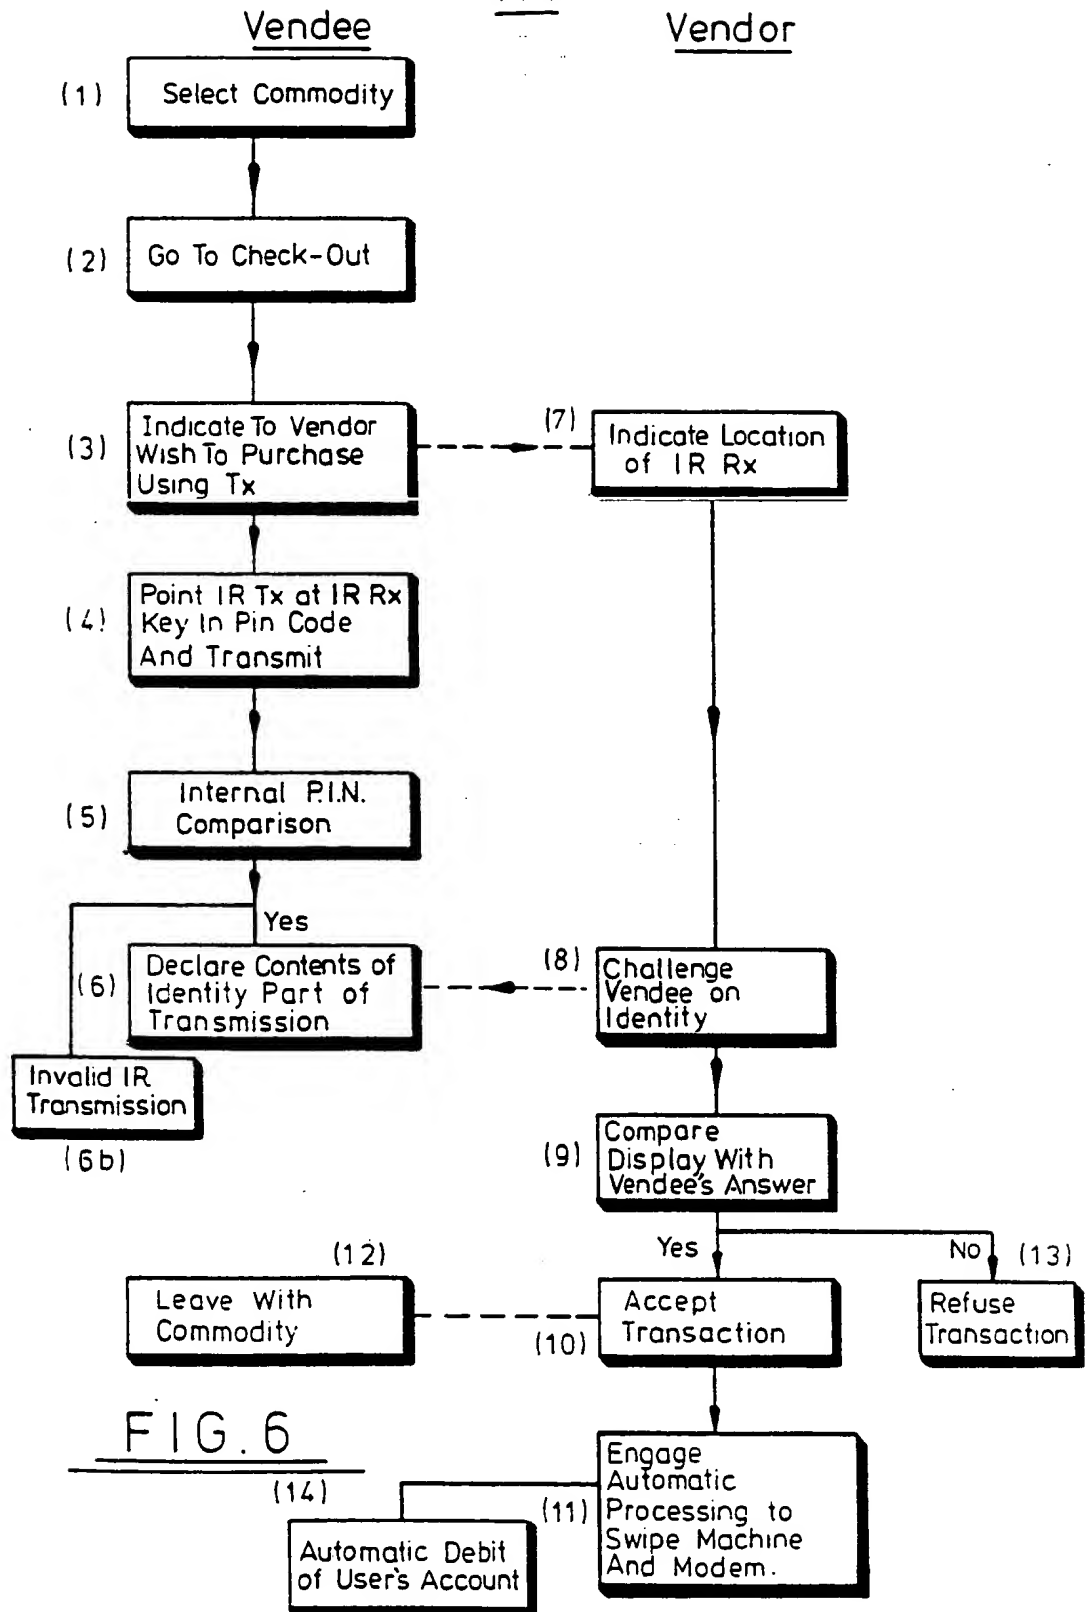 Vendee
Vendor
(1)
Select Commodity
(2)
Go To Check-Out
(3)
Indicate To Vendor
Wish To Purchase
Using Tx
(7)
Indicate Location
of IR Rx
(4)
Point IR Tx at IR Rx
Key In Pin Code
And Transmit
(5)
Internal P.I.N.
Comparison
Yes
(6)
Declare Contents of
Identity Part of
Transmission
(8)
Challenge
Vendee on
Identity
Invalid IR
Transmission
(6b)
(9)
Compare
Display With
Vendee's Answer
Yes
No
(12)
Leave With
Commodity
(10)
Accept
Transaction
(13)
Refuse
Transaction
FIG.6
(14)
Automatic Debit
of User's Account
(11)
Engage
Automatic
Processing to
Swipe Machine
And Modem.